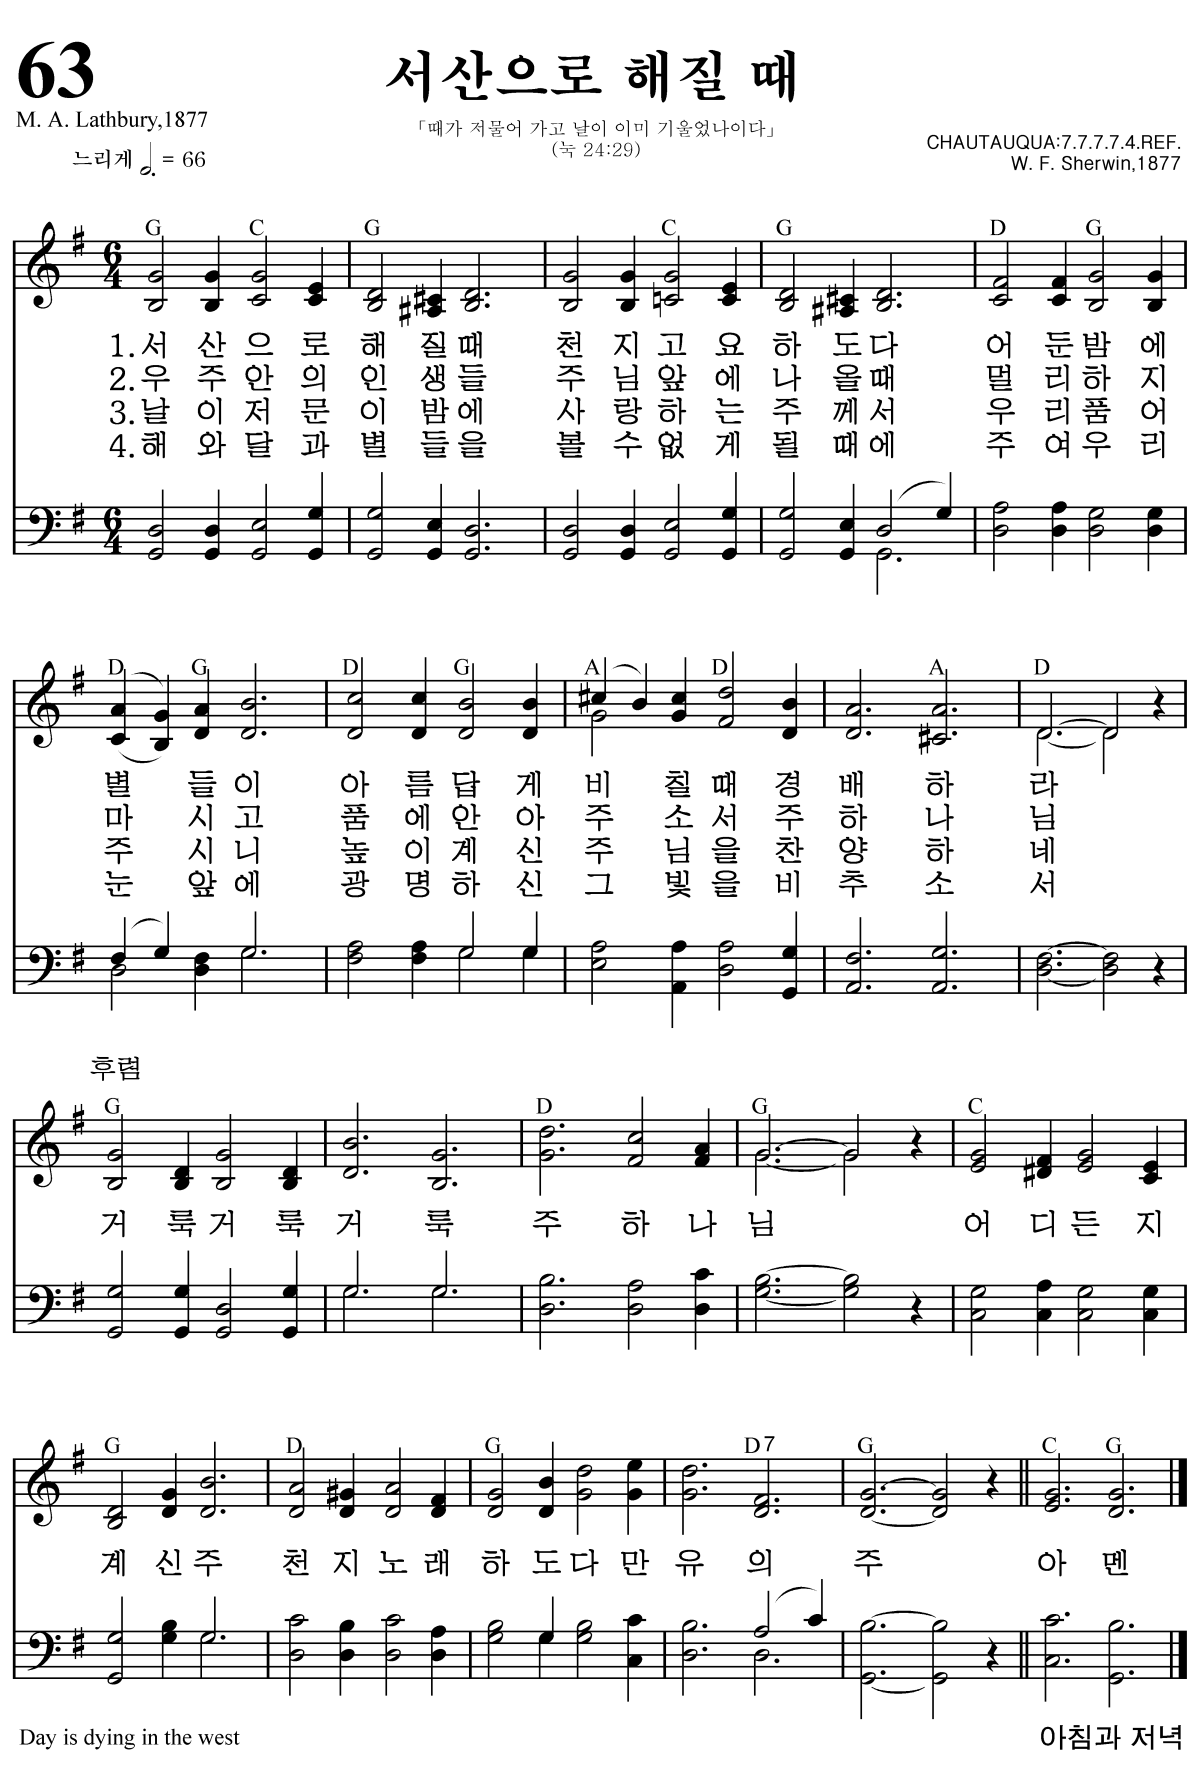 63
서산으로 해질 때
M. A. Lathbury,1877
「때가 저물어 가고 날이 이미 기울었나이다」
(눅 24:29)
느리게 = 66
CHAUTAUQUA:7.7.7.7.4.REF.
W. F. Sherwin,1877
G C G C G D G
6 4
1.서 산 으 로 해 질 때 천 지 고 요 하 도 다 어 둔 밤 에
2.우 주 안 의 인 생 들 주 님 앞 에 나 올 때 멀 리 하 지
3.날 이 저 문 이 밤 에 사 랑 하 는 주 께 서 우 리 품 어
4.해 와 달 과 별 들 을 볼 수 없 게 될 때 에 주 여 우 리
6 4
D G D G A D A D
별 들 이 아 름 답 게 비 칠 때 경 배 하 라
마 시 고 품 에 안 아 주 소 서 주 하 나 님
주 시 니 높 이 계 신 주 님 을 찬 양 하 네
눈 앞 에 광 명 하 신 그 빛 을 비 추 소 서
후렴
G D G C
거 룩 거 룩 거 룩 주 하 나 님 어 디 든 지
G D G D7 G C G
계 신 주 천 지 노 래 하 도 다 만 유 의 주 아 멘
Day is dying in the west
아침과 저녁